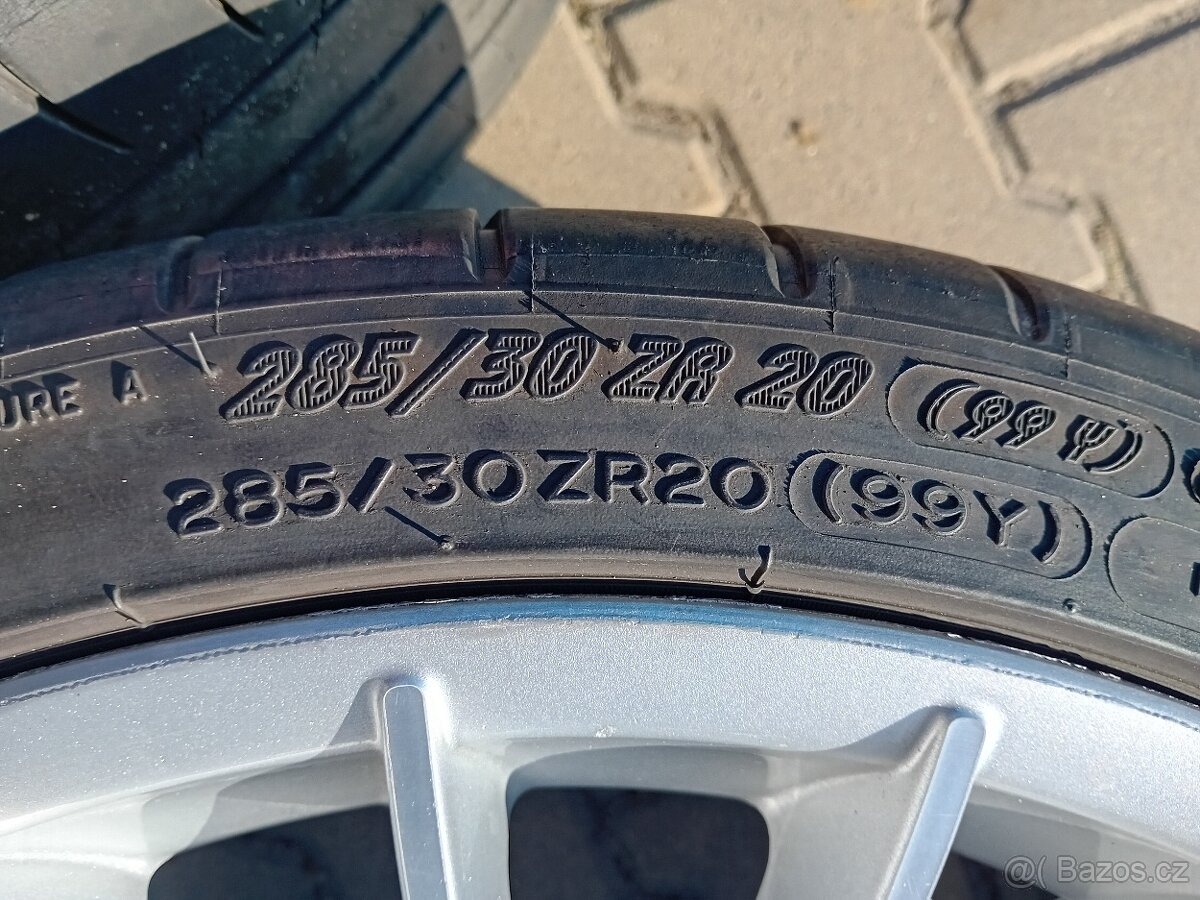 URE A 285/30 ZR 20 (99 Y)
285/30ZR20 (99Y)
@( Bazos.cz